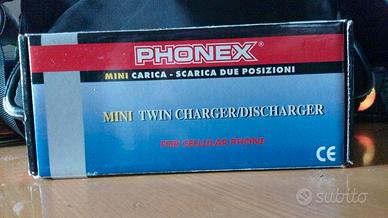 PHONEX®
MINI CARICA - SCARICA DUE POSIZIONI
MINI TWIN CHARGER/DISCHARGER
FOR CELLULAR PHONE
CE
subito